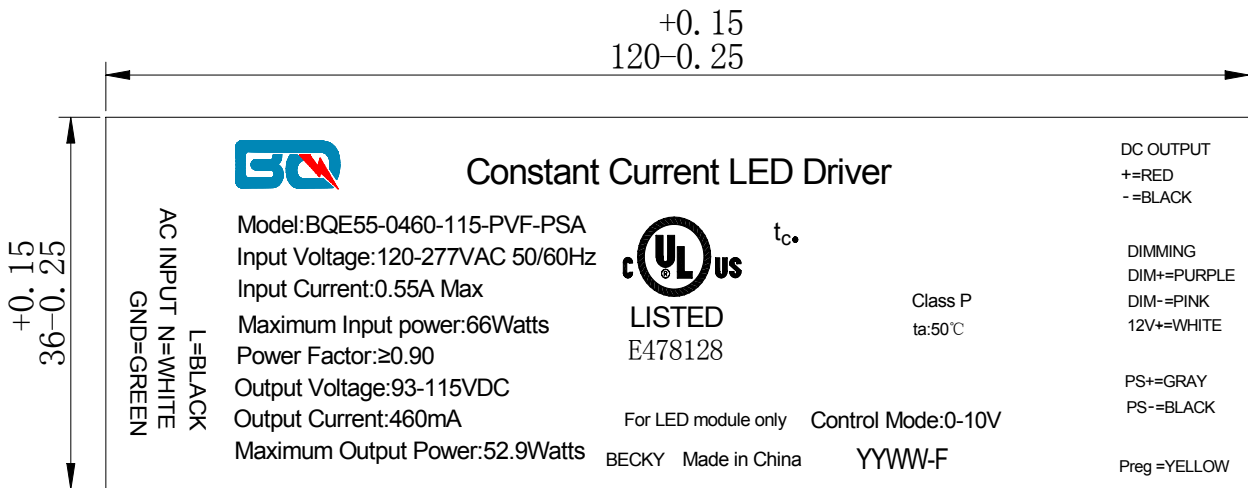 +0.15
120-0.25
+0.15
36-0.25
AC INPUT
L=BLACK
N=WHITE
GND=GREEN
BQ
Constant Current LED Driver
Model:BQE55-0460-115-PVF-PSA
Input Voltage:120-277VAC 50/60Hz
Input Current:0.55A Max
Maximum Input power:66Watts
Power Factor:≥0.90
Output Voltage:93-115VDC
Output Current:460mA
Maximum Output Power:52.9Watts
C UL ® US
LISTED
E478128
For LED module only
BECKY Made in China
tc•
Class P
ta:50℃
Control Mode:0-10V
YYWW-F
DC OUTPUT
+=RED
-=BLACK
DIMMING
DIM+=PURPLE
DIM-=PINK
12V+=WHITE
PS+=GRAY
PS-=BLACK
Preg =YELLOW